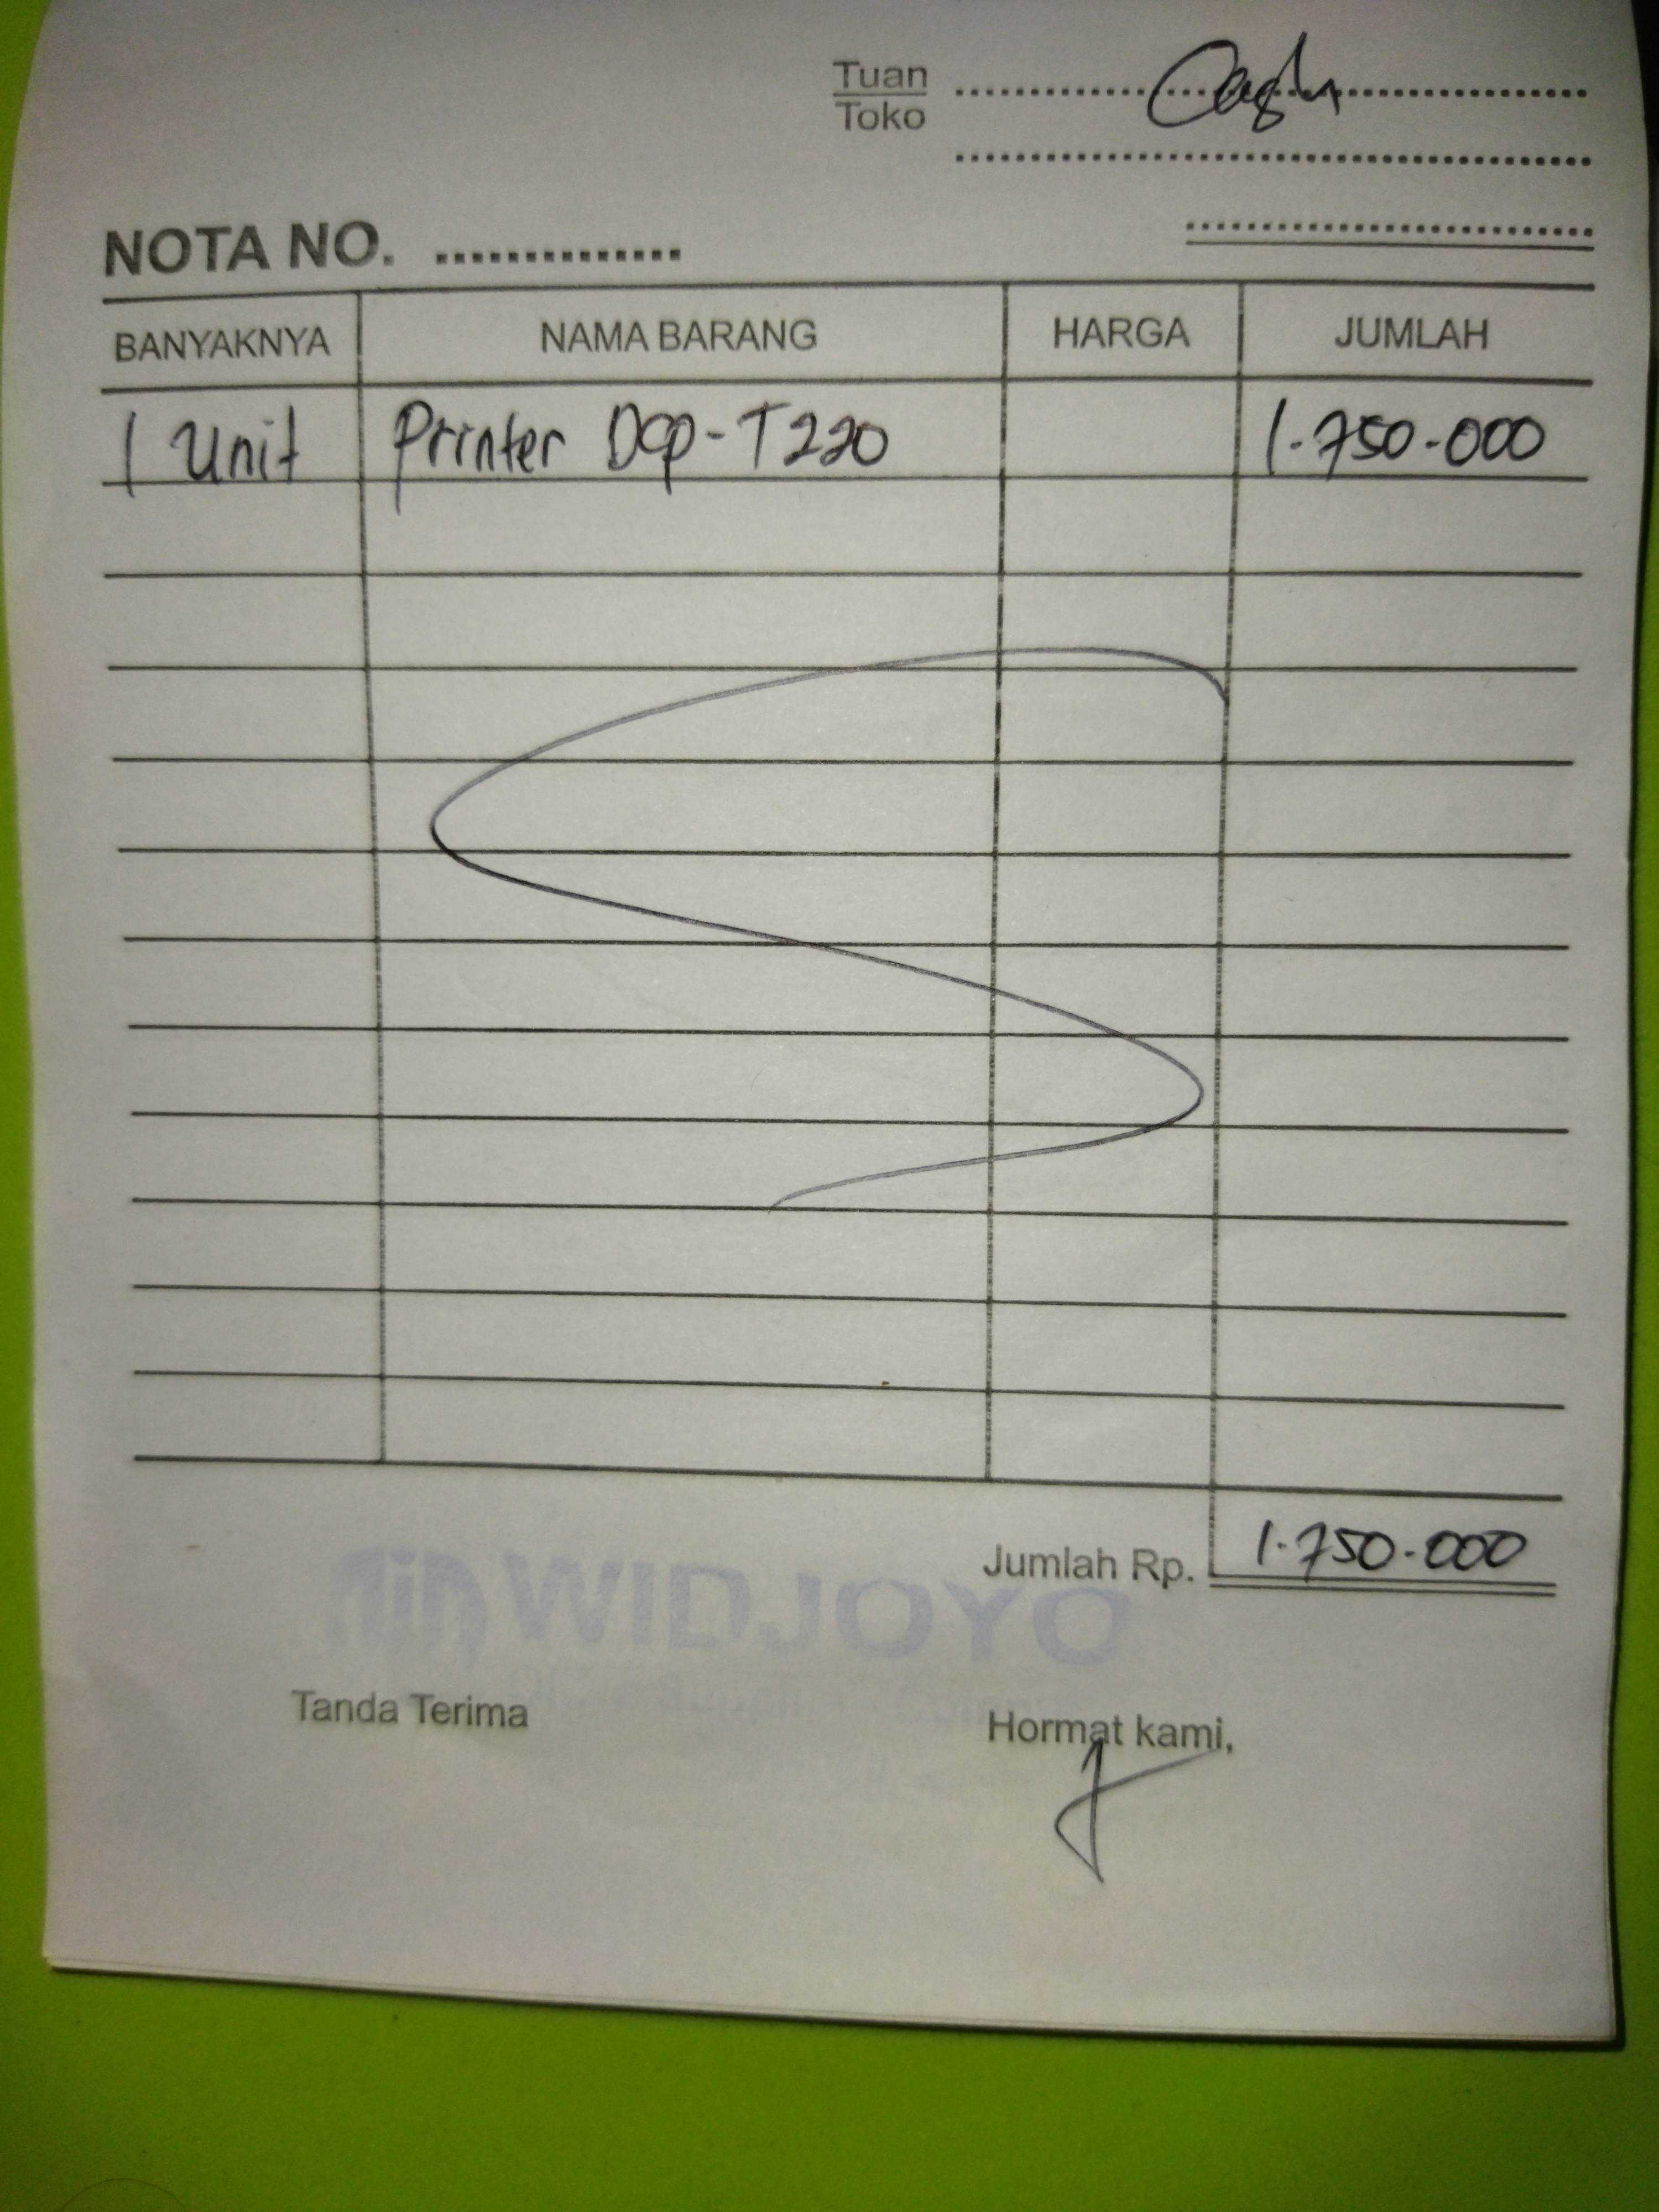 Tuan Cash
Toko
NOTA NO. ..............
BANYAKNYA NAMA BARANG HARGA JUMLAH
1 Unit Printer Dcp-T220 1.750.000
Jumlah Rp. 1.750.000
WIDJOYO
Tanda Terima Hormat kami,